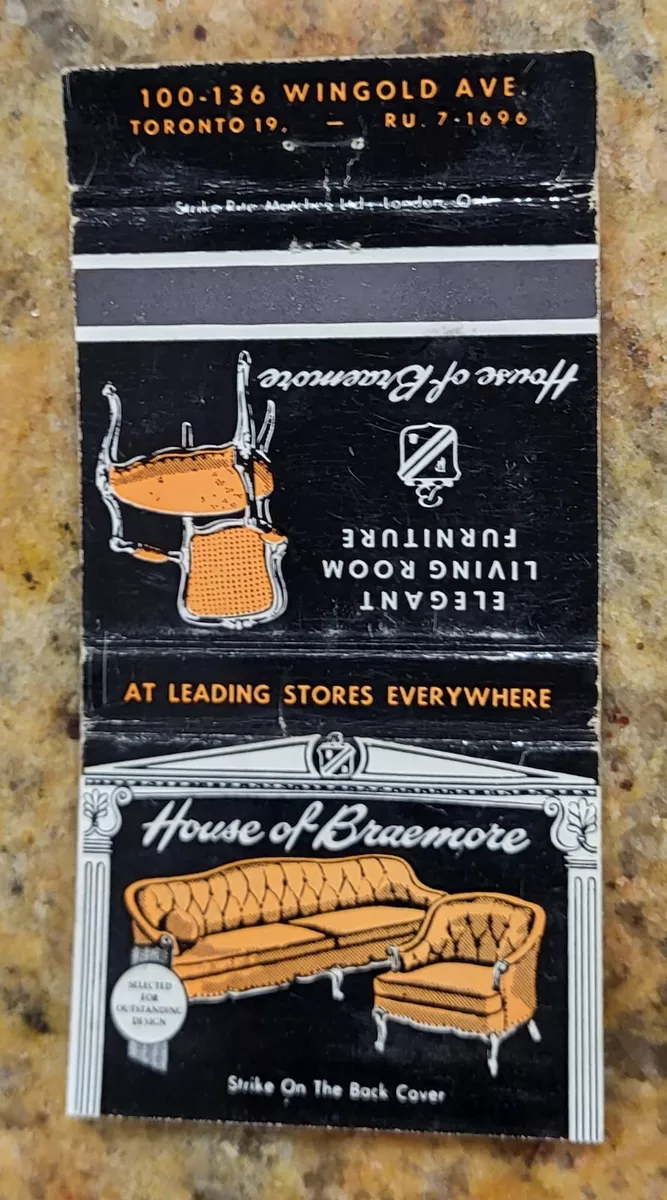 100-136 WINGOLD AVE.
TORONTO 19. — RU. 7-1696
Strike Rite Matches Ltd., London, Ont.
House of Braemore
B
ELEGANT
LIVING ROOM
FURNITURE
AT LEADING STORES EVERYWHERE
House of Braemore
SELECTED
FOR
OUTSTANDING
DESIGN
Strike On The Back Cover